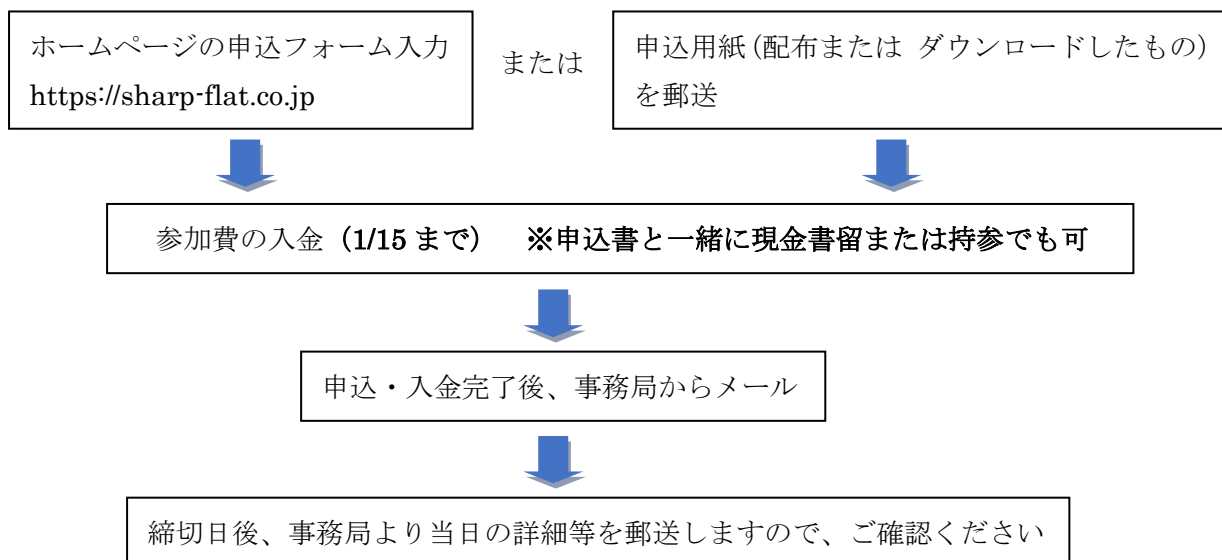 ホームページの申込フォーム入力
https://sharp-flat.co.jp
または
申込用紙(配布または ダウンロードしたもの)
を郵送
参加費の入金（1/15 まで）　※申込書と一緒に現金書留または持参でも可
申込・入金完了後、事務局からメール
締切日後、事務局より当日の詳細等を郵送しますので、ご確認ください